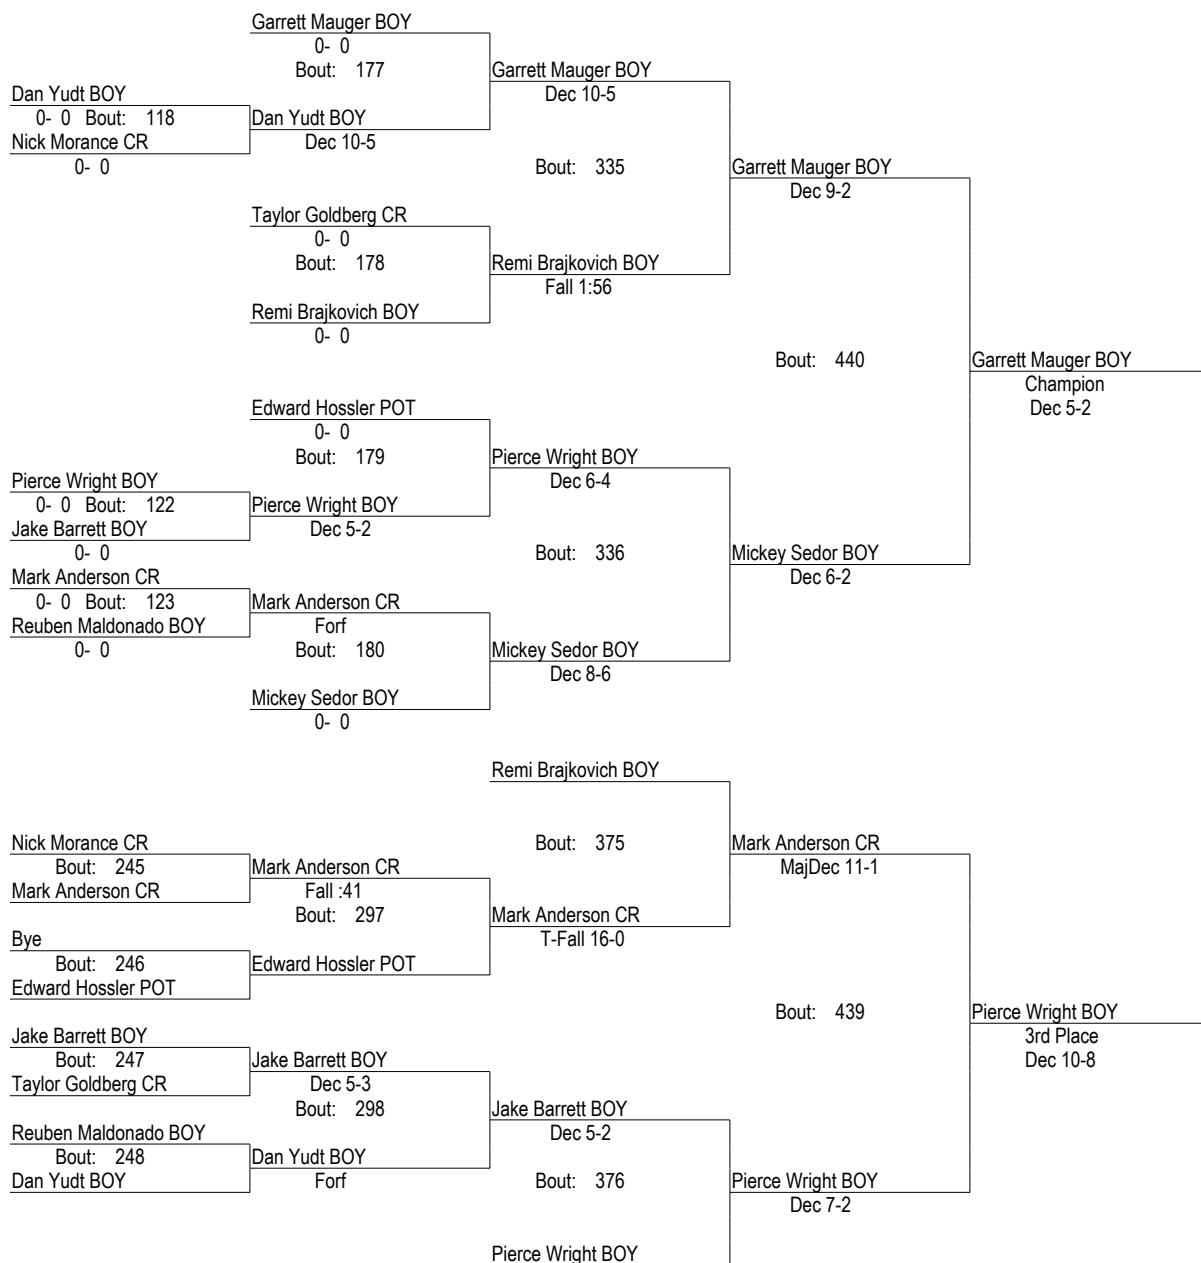 Garrett Mauger BOY
0- 0
Bout: 177
Garrett Mauger BOY
Dan Yudt BOY
Dec 10-5
0- 0 Bout: 118
Dan Yudt BOY
Nick Morance CR
Dec 10-5
0- 0
Bout: 335
Garrett Mauger BOY
Dec 9-2
Taylor Goldberg CR
0- 0
Bout: 178
Remi Brajkovich BOY
Fall 1:56
Remi Brajkovich BOY
0- 0
Bout: 440
Garrett Mauger BOY
Champion
Dec 5-2
Edward Hossler POT
0- 0
Bout: 179
Pierce Wright BOY
Dec 6-4
Pierce Wright BOY
0- 0 Bout: 122
Pierce Wright BOY
Jake Barrett BOY
Dec 5-2
0- 0
Bout: 336
Mickey Sedor BOY
Dec 6-2
Mark Anderson CR
0- 0 Bout: 123
Mark Anderson CR
Reuben Maldonado BOY
Forf
0- 0
Bout: 180
Mickey Sedor BOY
Dec 8-6
Mickey Sedor BOY
0- 0
Remi Brajkovich BOY
Nick Morance CR
Bout: 375
Mark Anderson CR
Bout: 245
Mark Anderson CR
MajDec 11-1
Mark Anderson CR
Fall :41
Bout: 297
Mark Anderson CR
T-Fall 16-0
Bye
Bout: 246
Edward Hossler POT
Edward Hossler POT
Bout: 439
Pierce Wright BOY
3rd Place
Dec 10-8
Jake Barrett BOY
Bout: 247
Jake Barrett BOY
Taylor Goldberg CR
Dec 5-3
Bout: 298
Jake Barrett BOY
Dec 5-2
Reuben Maldonado BOY
Bout: 248
Dan Yudt BOY
Dan Yudt BOY
Forf
Bout: 376
Pierce Wright BOY
Dec 7-2
Pierce Wright BOY